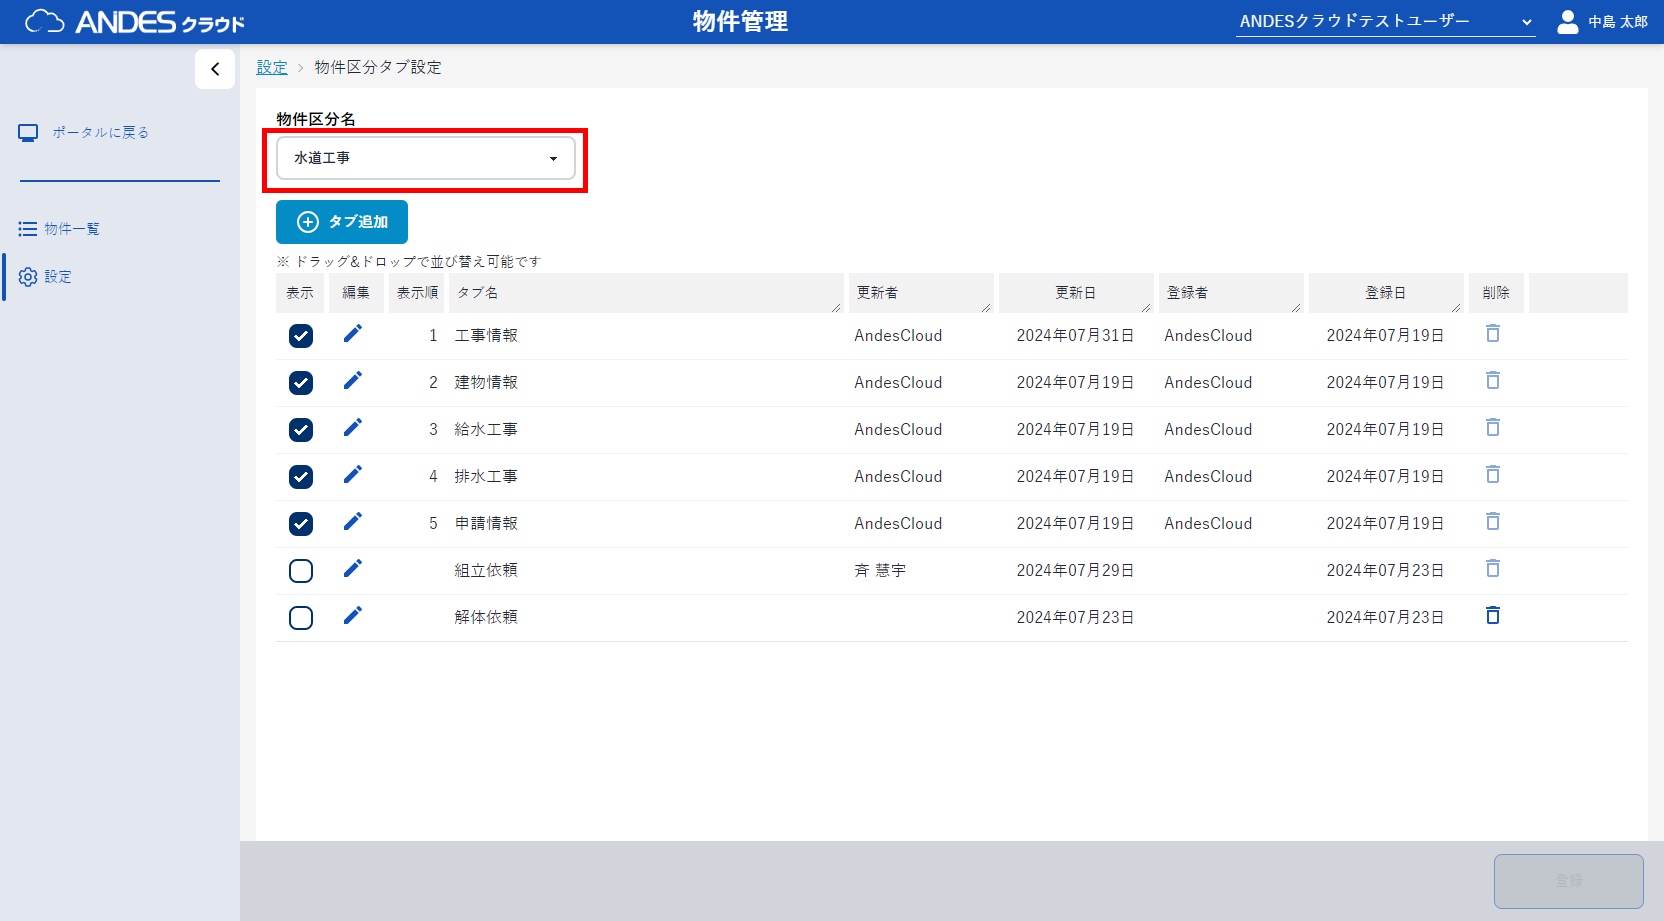 ANDES クラウド 物件管理 ANDESクラウドテストユーザー 中島 太郎
設定 > 物件区分タブ設定
ポータルに戻る
物件一覧
設定
物件区分名
水道工事
タブ追加
※ ドラッグ&ドロップで並び替え可能です
表示 編集 表示順 タブ名 更新者 更新日 登録者 登録日 削除
1 工事情報 AndesCloud 2024年07月31日 AndesCloud 2024年07月19日
2 建物情報 AndesCloud 2024年07月19日 AndesCloud 2024年07月19日
3 給水工事 AndesCloud 2024年07月19日 AndesCloud 2024年07月19日
4 排水工事 AndesCloud 2024年07月19日 AndesCloud 2024年07月19日
5 申請情報 AndesCloud 2024年07月19日 AndesCloud 2024年07月19日
組立依頼 斉 慧宇 2024年07月29日 2024年07月23日
解体依頼 2024年07月23日 2024年07月23日
登録